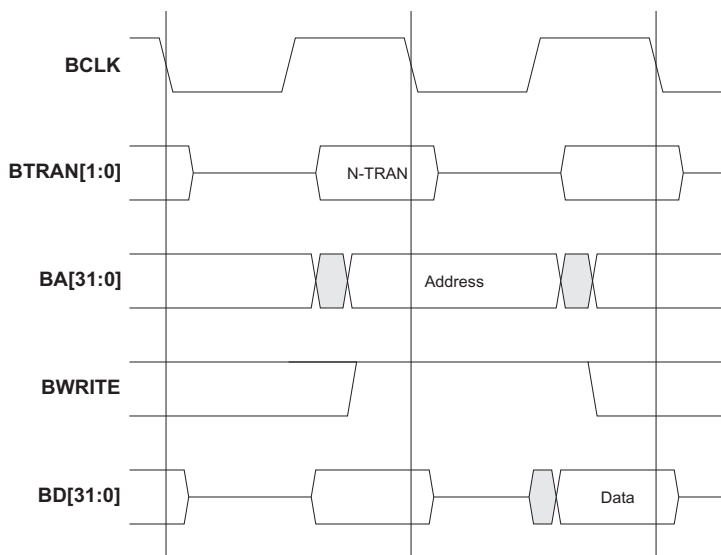 BCLK
BTRAN[1:0]
N-TRAN
BA[31:0]
Address
BWRITE
BD[31:0]
Data